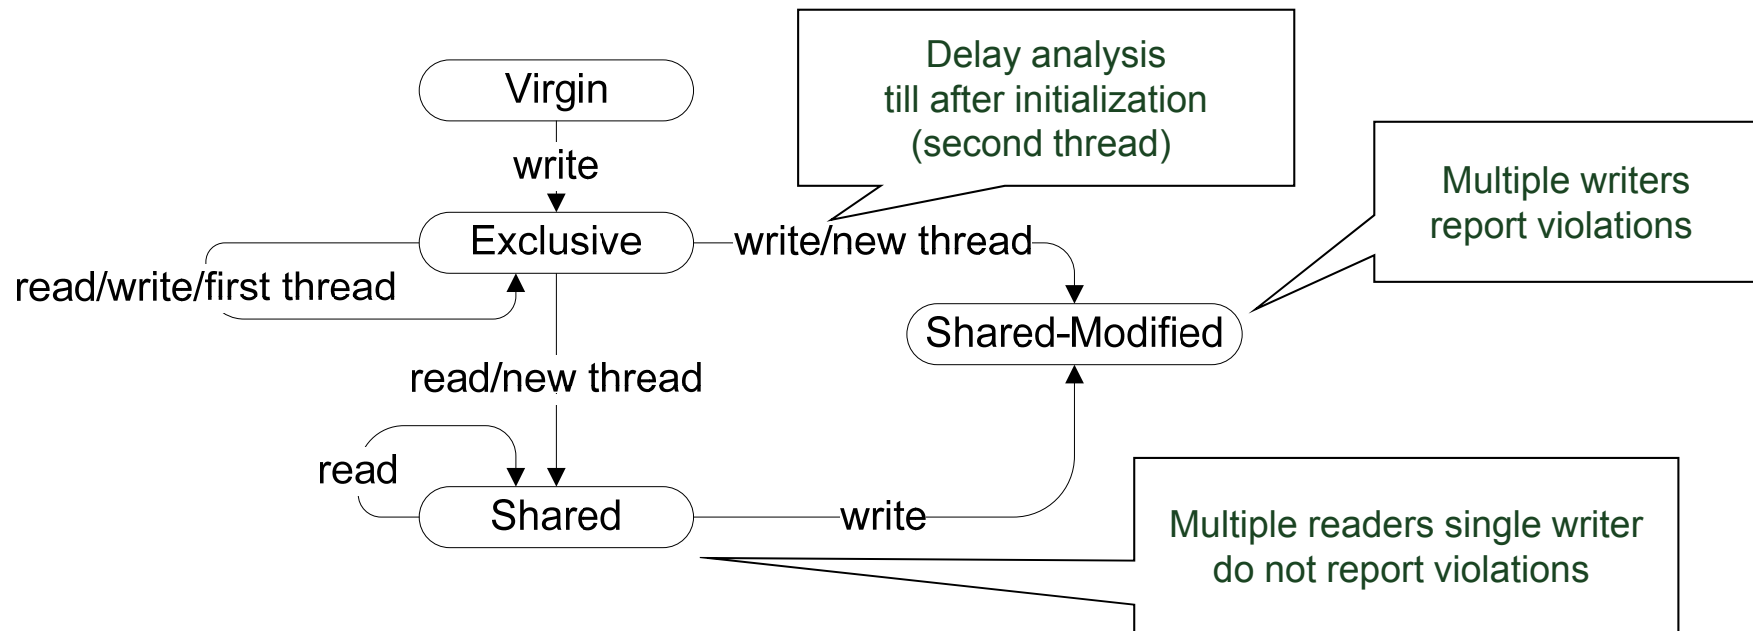 Delay analysis
till after initialization
(second thread)
Virgin
write
Multiple writers
report violations
Exclusive
write/new thread
read/write/first thread
Shared-Modified
read/new thread
read
Shared
write
Multiple readers single writer
do not report violations